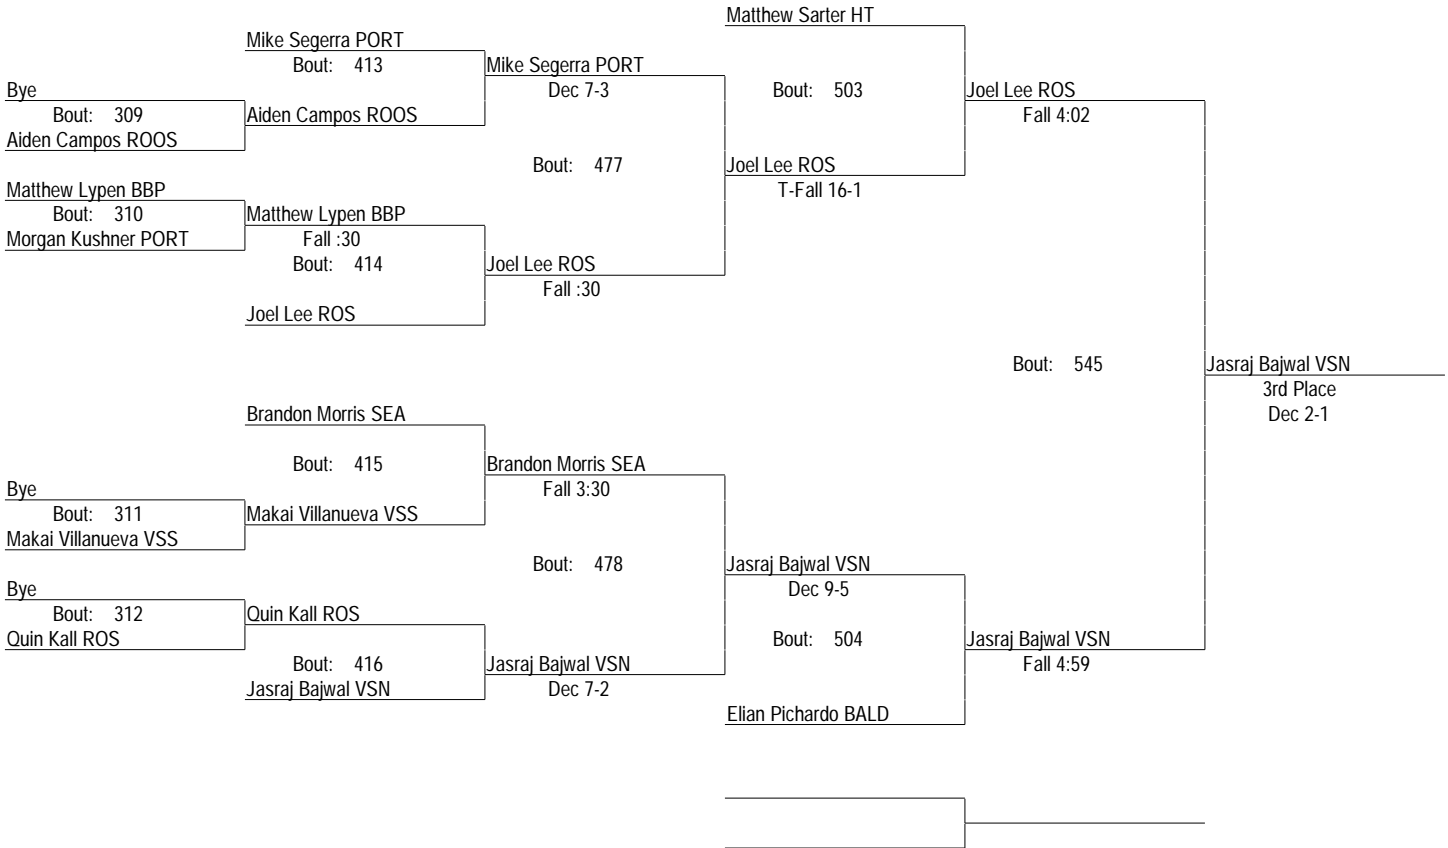 Matthew Sarter HT
Mike Segerra PORT
Bout: 413
Mike Segerra PORT
Dec 7-3
Bye
Bout: 309
Aiden Campos ROOS
Aiden Campos ROOS
Bout: 503
Joel Lee ROS
Fall 4:02
Bout: 477
Joel Lee ROS
T-Fall 16-1
Matthew Lypen BBP
Bout: 310
Morgan Kushner PORT
Matthew Lypen BBP
Fall :30
Bout: 414
Joel Lee ROS
Fall :30
Joel Lee ROS
Bout: 545
Jasraj Bajwal VSN
3rd Place
Dec 2-1
Brandon Morris SEA
Bout: 415
Brandon Morris SEA
Fall 3:30
Bye
Bout: 311
Makai Villanueva VSS
Makai Villanueva VSS
Bout: 478
Jasraj Bajwal VSN
Dec 9-5
Bye
Bout: 312
Quin Kall ROS
Quin Kall ROS
Bout: 416
Jasraj Bajwal VSN
Jasraj Bajwal VSN
Dec 7-2
Bout: 504
Jasraj Bajwal VSN
Fall 4:59
Elian Pichardo BALD